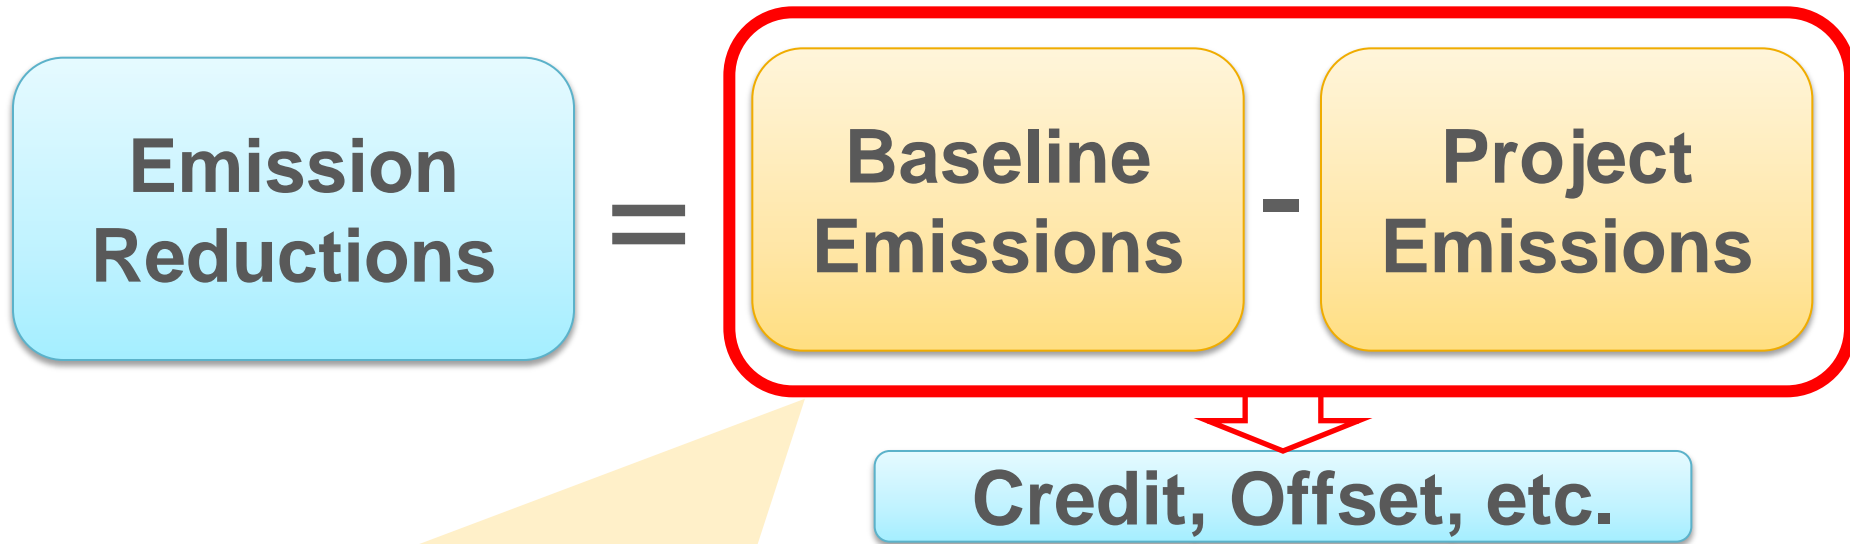 Emission
Reductions
=
Baseline
Emissions
-
Project
Emissions
Credit, Offset, etc.